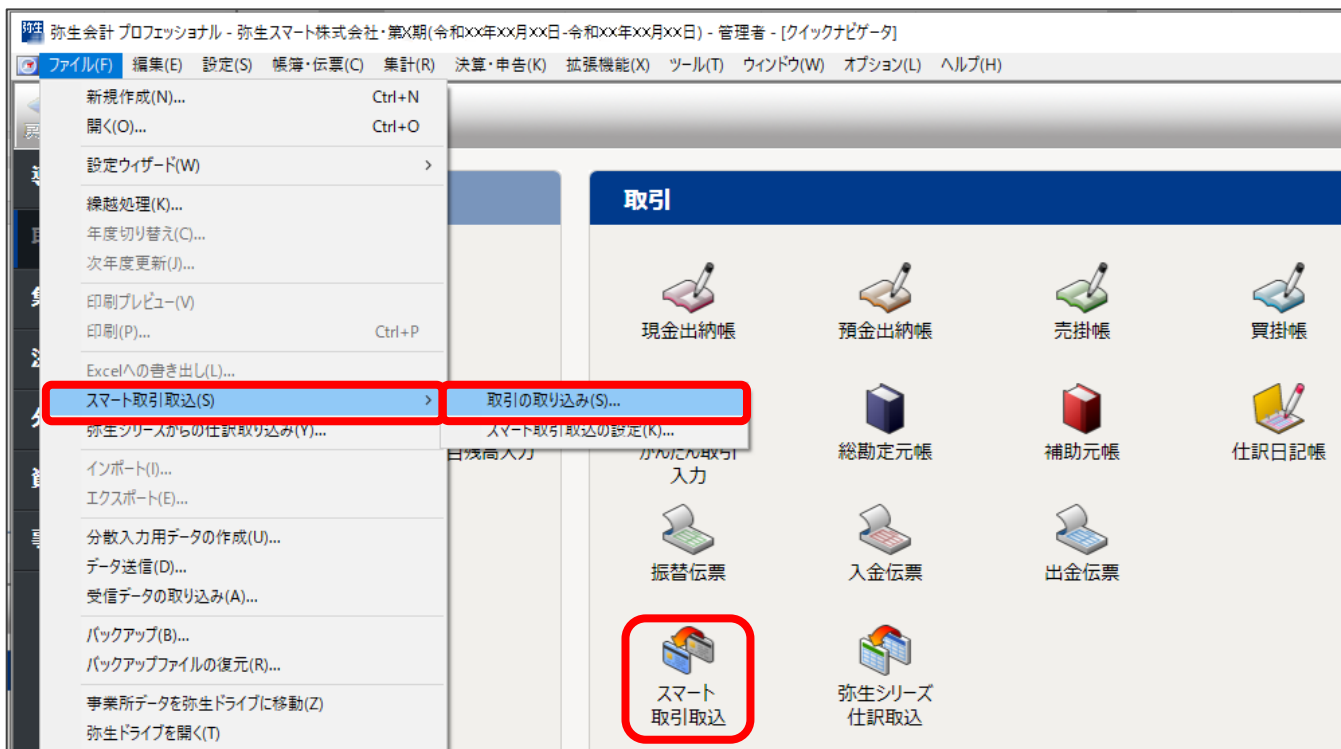 弥生 弥生会計 プロフェッショナル - 弥生スマート株式会社・第X期(令和xx年xx月xx日-令和xx年xx月xx日) - 管理者 - [クイックナビゲータ]
ファイル(F) 編集(E) 設定(S) 帳簿・伝票(C) 集計(R) 決算・申告(K) 拡張機能(X) ツール(T) ウィンドウ(W) オプション(L) ヘルプ(H)
新規作成(N)... Ctrl+N
開く(O)... Ctrl+O
設定ウィザード(W) >
繰越処理(K)...
年度切り替え(C)...
次年度更新(J)...
印刷プレビュー(V)
印刷(P)... Ctrl+P
Excelへの書き出し(L)...
スマート取引取込(S) >
弥生シリーズからの仕訳取り込み(Y)...
インポート(I)...
エクスポート(E)...
分散入力用データの作成(U)...
データ送信(D)...
受信データの取り込み(A)...
バックアップ(B)...
バックアップファイルの復元(R)...
事業所データを弥生ドライブに移動(Z)
弥生ドライブを開く(T)
取引の取り込み(S)...
スマート取引取込の設定(K)...
取引
現金出納帳 預金出納帳 売掛帳 買掛帳
かんたん取引
入力
総勘定元帳 補助元帳 仕訳日記帳
振替伝票 入金伝票 出金伝票
スマート
取引取込
弥生シリーズ
仕訳取込